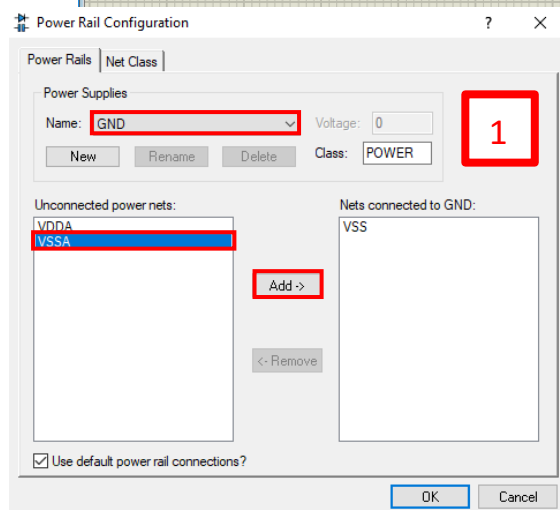 Power Rail Configuration ? ×
Power Rails Net Class
Power Supplies
Name: GND Voltage: 0
New Rename Delete Class: POWER
1
Unconnected power nets: Nets connected to GND:
VDDA VSS
VSSA
Add ->
<- Remove
Use default power rail connections?
OK Cancel